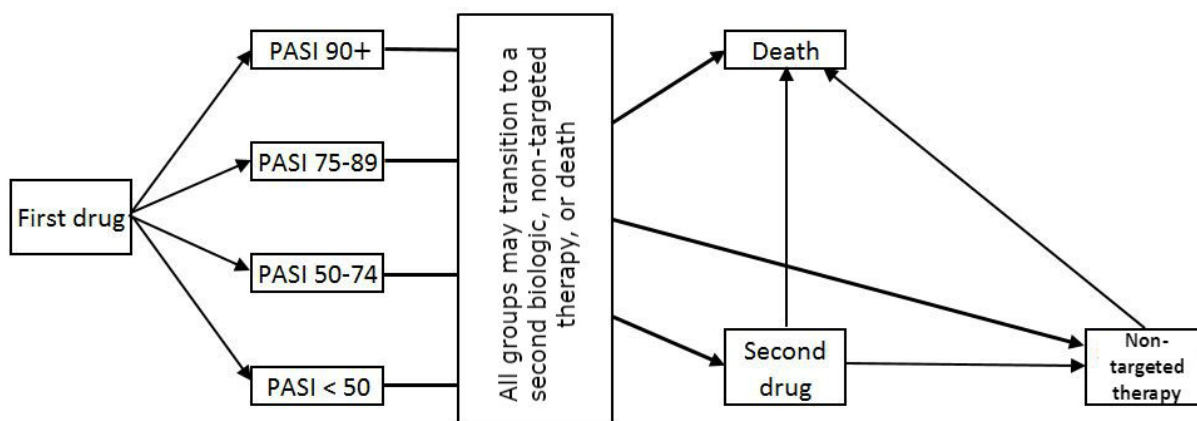 First drug
PASI 90+
PASI 75-89
PASI 50-74
PASI < 50
All groups may transition to a
second biologic, non-targeted
therapy, or death
Death
Second
drug
Non-
targeted
therapy